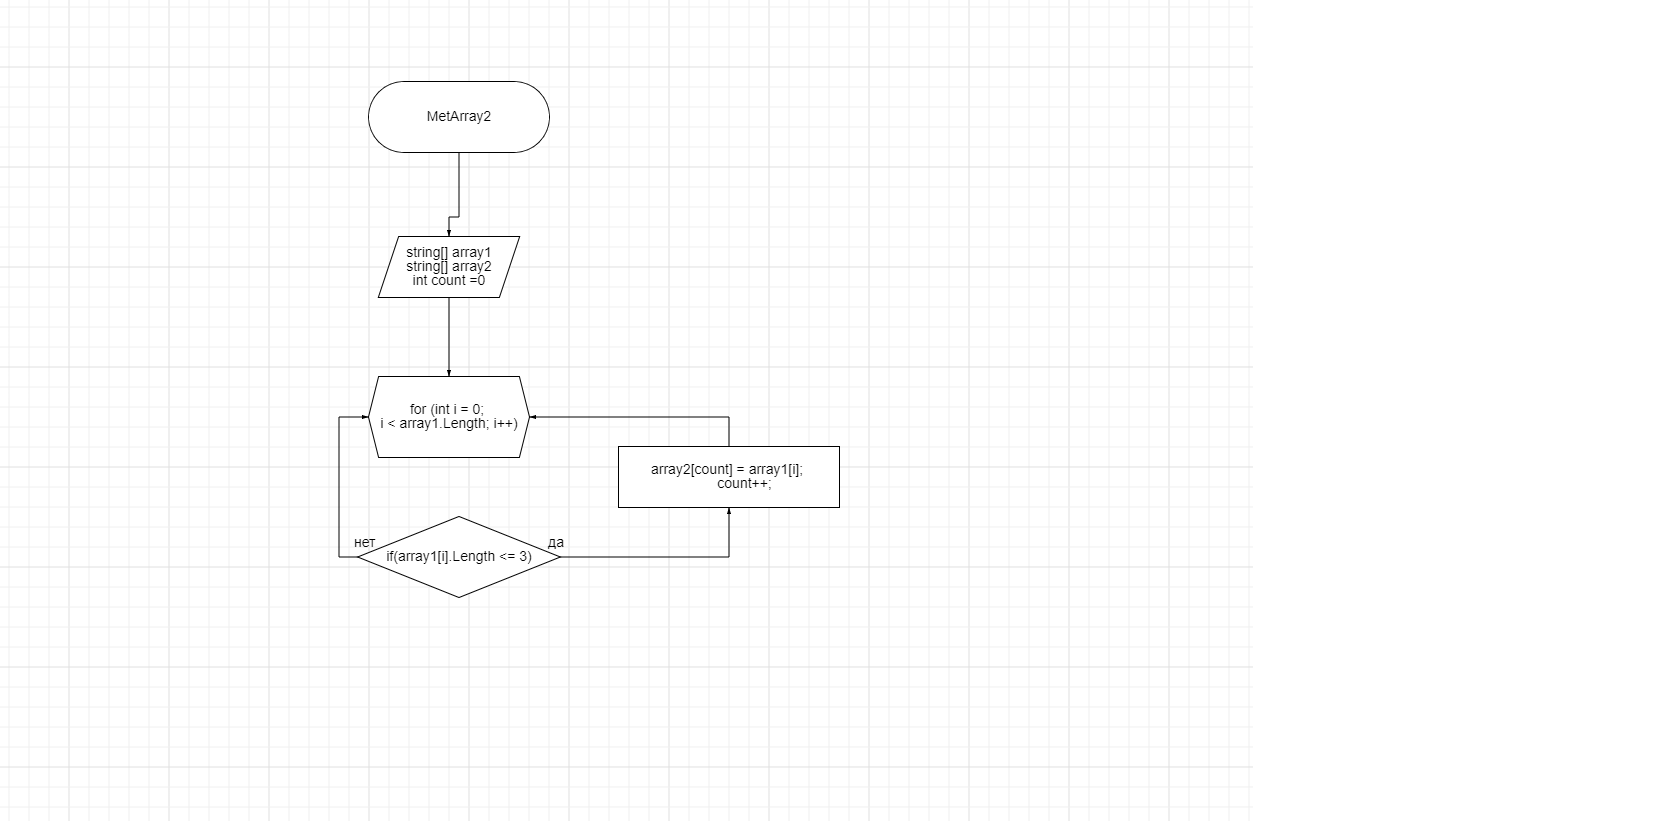 MetArray2
string[] array1
string[] array2
int count =0
for (int i = 0;
i < array1.Length; i++)
array2[count] = array1[i];
count++;
нет
да
if(array1[i].Length <= 3)